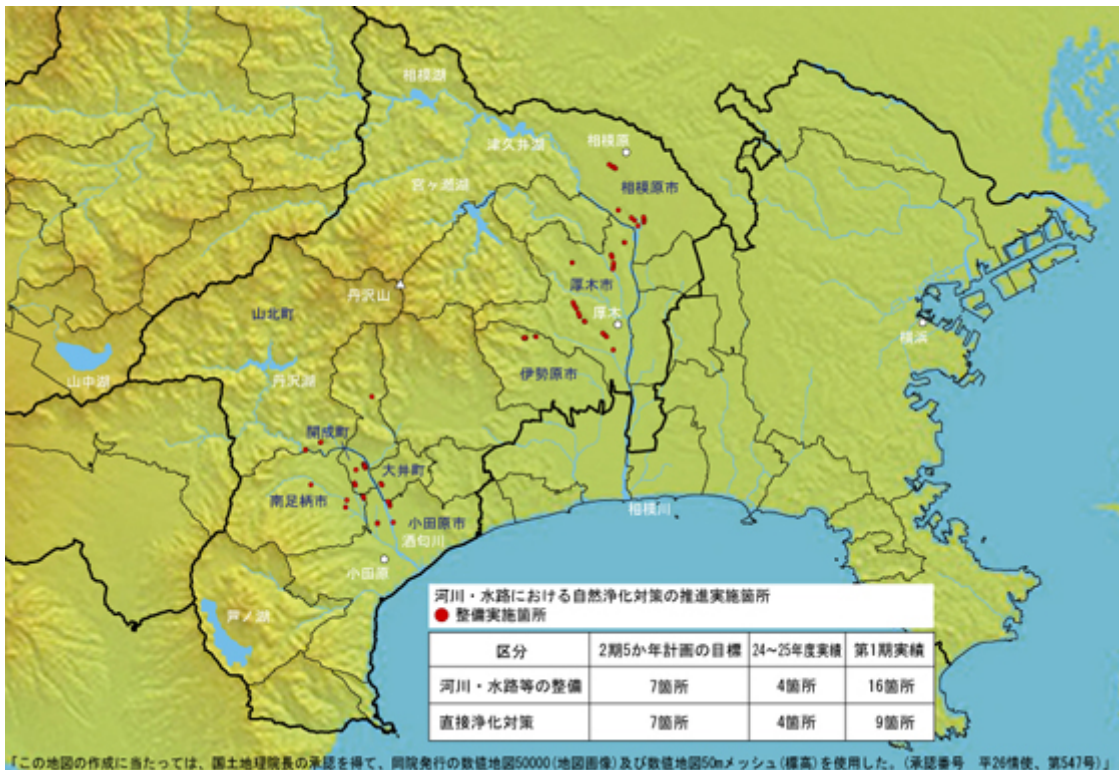 相模湖
津久井湖
相模原
宮ヶ瀬湖
相模原市
丹沢山
厚木市
厚木
山北町
横浜
山中湖
丹沢湖
伊勢原市
開成町
大井町
南足柄市
小田原市
酒匂川
相模川
小田原
芦ノ湖
河川・水路における自然浄化対策の推進実施箇所
整備実施箇所
区分 2期5か年計画の目標 24～25年度実績 第1期実績
河川・水路等の整備 7箇所 4箇所 16箇所
直接浄化対策 7箇所 4箇所 9箇所
「この地図の作成に当たっては、国土地理院長の承認を得て、同院発行の数値地図50000(地図画像)及び数値地図50mメッシュ(標高)を使用した。(承認番号 平26情使、第547号)」